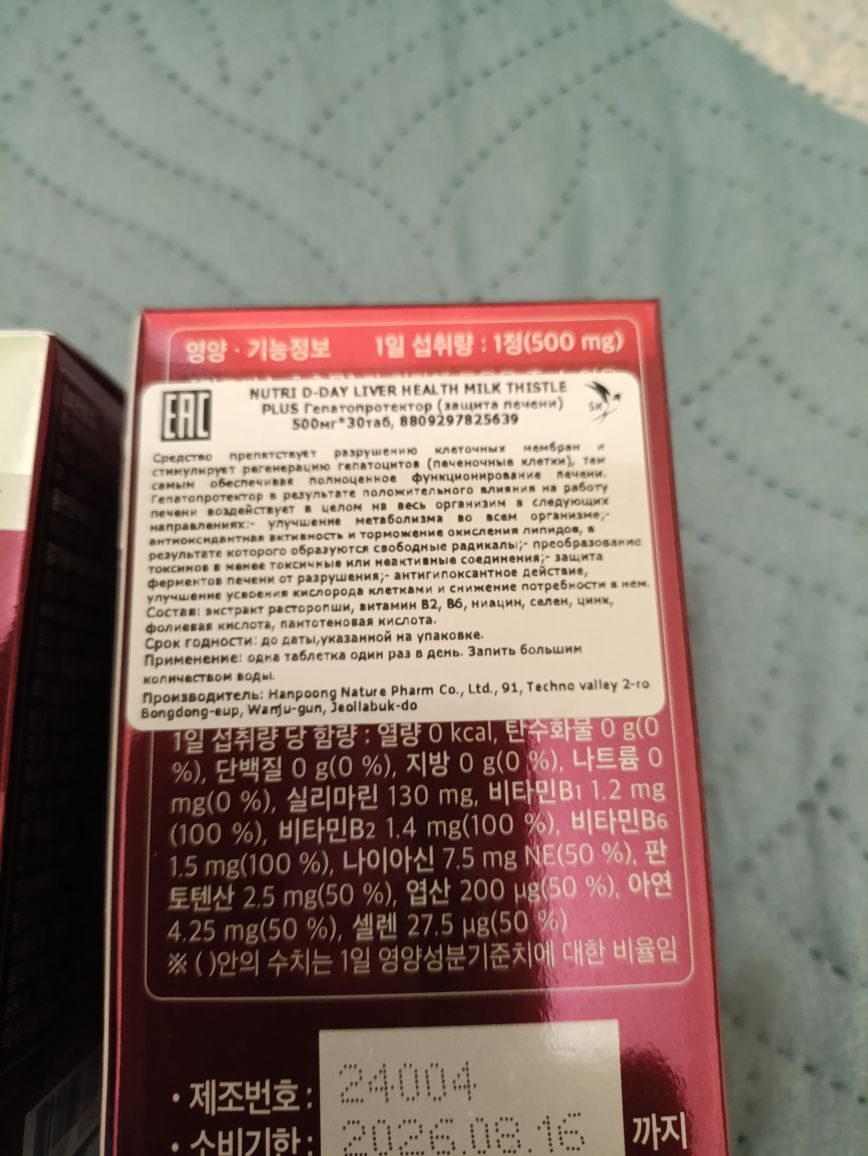 영양 · 기능정보 1일 섭취량 : 1정(500 mg)
EAC
NUTRI D-DAY LIVER HEALTH MILK THISTLE
PLUS Гепатопротектор (защита печени)
500мг*30таб, 8809297825639
SK
Средство препятствует разрушению клеточных мембран и
стимулирует регенерацию гепатоцитов (печеночные клетки), тем
самым обеспечивая полноценное функционирование печени.
Гепатопротектор в результате положительного влияния на работу
печени воздействует в целом на весь организм в следующих
направлениях:- улучшение метаболизма во всем организме;-
антиоксидантная активность и торможение окисления липидов, в
результате которого образуются свободные радикалы;- преобразование
токсинов в менее токсичные или неактивные соединения;- защита
ферментов печени от разрушения;- антигипоксантное действие,
улучшение усвоения кислорода клетками и снижение потребности в нем.
Состав: экстракт расторопши, витамин B2, B6, ниацин, селен, цинк,
фолиевая кислота, пантотеновая кислота.
Срок годности: до даты,указанной на упаковке.
Применение: одна таблетка один раз в день. Запить большим
количеством воды.
Производитель: Hanpoong Nature Pharm Co., Ltd., 91, Techno valley 2-ro
Bongdong-eup, Wanju-gun, Jeollabuk-do
1일 섭취량 당 함량 : 열량 0 kcal, 탄수화물 0 g(0
%), 단백질 0 g(0 %), 지방 0 g(0 %), 나트륨 0
mg(0 %), 실리마린 130 mg, 비타민B1 1.2 mg
(100 %), 비타민B2 1.4 mg(100 %), 비타민B6
1.5 mg(100 %), 나이아신 7.5 mg NE(50 %), 판
토텐산 2.5 mg(50 %), 엽산 200 μg(50 %), 아연
4.25 mg(50 %), 셀렌 27.5 μg(50 %)
※ ( )안의 수치는 1일 영양성분기준치에 대한 비율임
• 제조번호 : 24004
• 소비기한 : 2026.08.16 까지